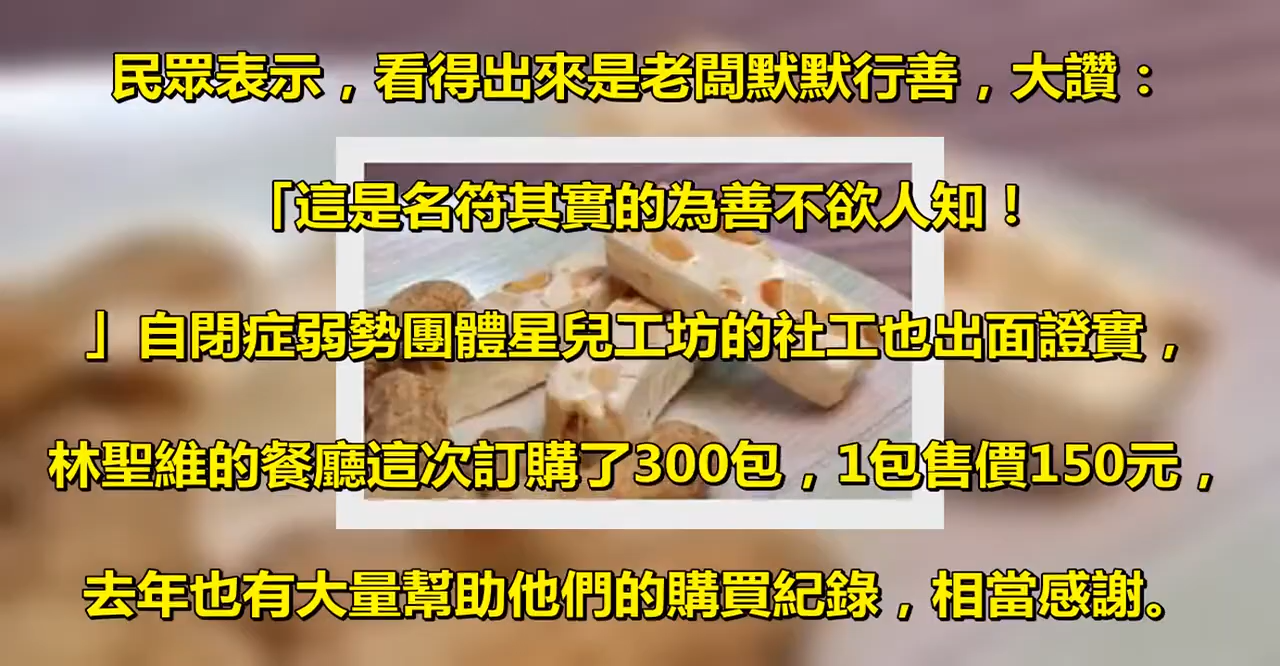 民眾表示，看得出來是老闆默默行善，大讚：
「這是名符其實的為善不欲人知！
」自閉症弱勢團體星兒工坊的社工也出面證實，
林聖維的餐廳這次訂購了300包，1包售價150元，
去年也有大量幫助他們的購買紀錄，相當感謝。